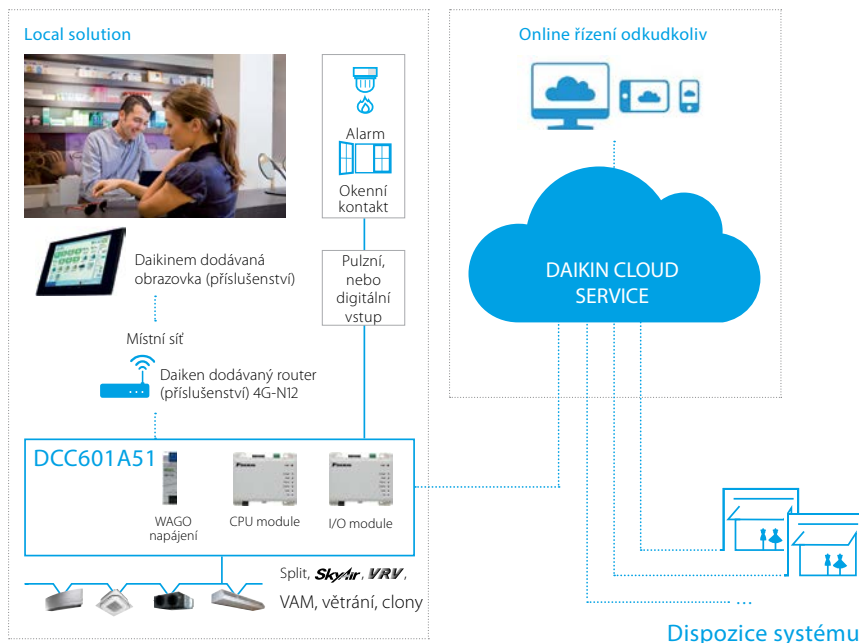 Local solution
Alarm
Okenní
kontakt
Daikinem dodávaná
obrazovka (příslušenství)
Pulzní,
nebo
digitální
vstup
Místní síť
Daiken dodávaný router
(příslušenství) 4G-N12
DCC601A51
WAGO
napájení
CPU module
I/O module
Split, SkyAir, VRV,
VAM, větrání, clony
Online řízení odkudkoliv
DAIKIN CLOUD
SERVICE
...
Dispozice systému